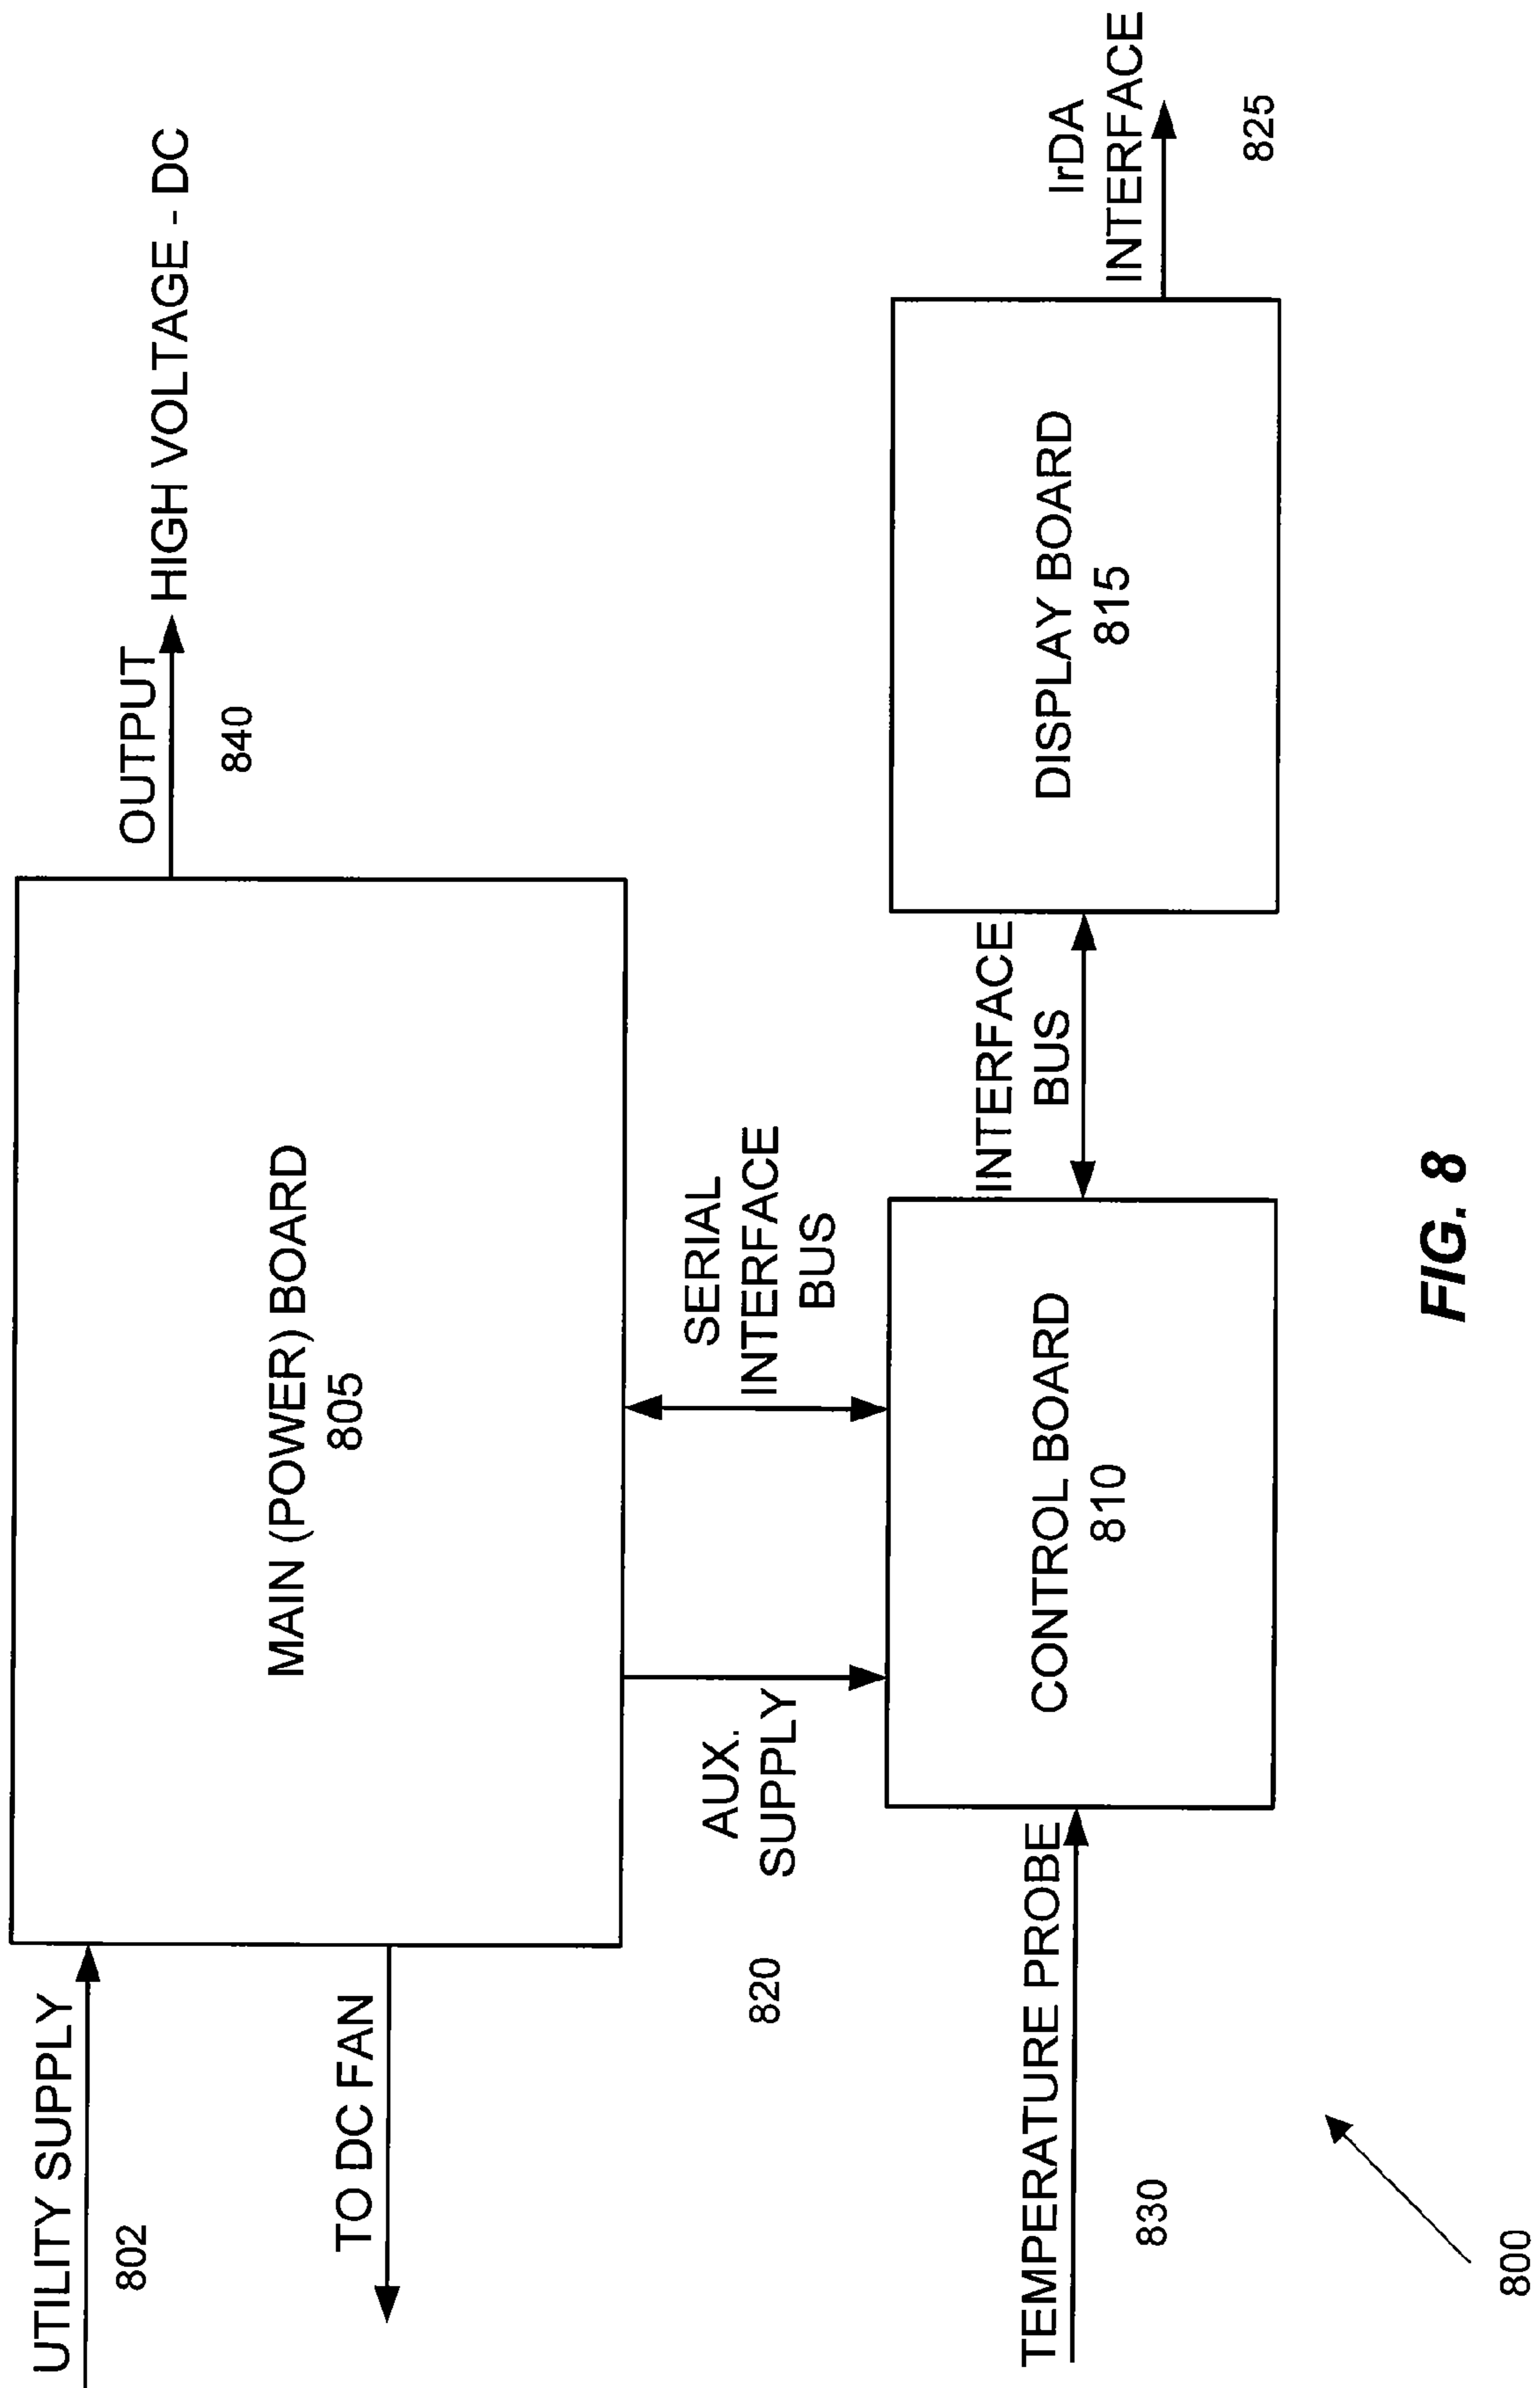 UTILITY SUPPLY
802
TO DC FAN
MAIN (POWER) BOARD
805
OUTPUT
HIGH VOLTAGE - DC
840
AUX.
SUPPLY
820
SERIAL
INTERFACE
BUS
TEMPERATURE PROBE
830
CONTROL BOARD
810
INTERFACE
BUS
DISPLAY BOARD
815
IrDA
INTERFACE
825
800
FIG. 8